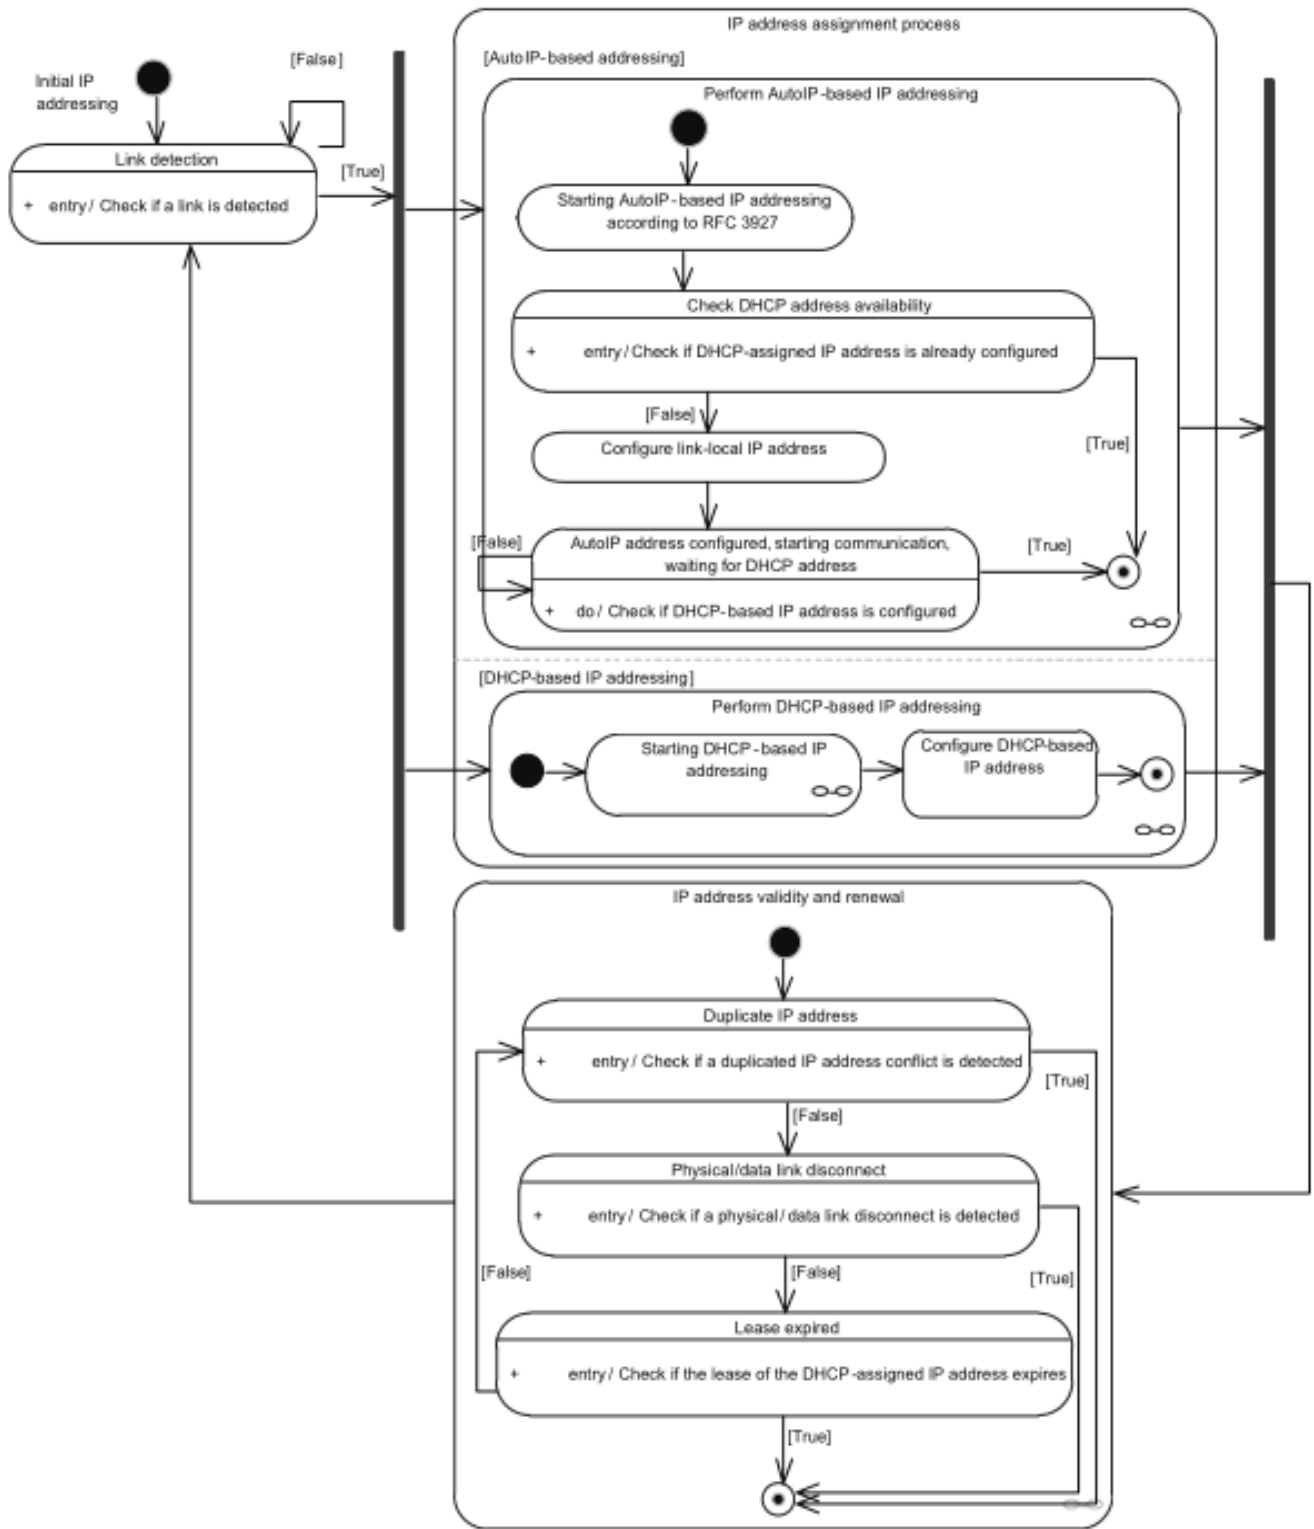 IP address assignment process
[False]
[AutoIP-based addressing]
Initial IP
addressing
Perform AutoIP-based IP addressing
Link detection
[True]
+ entry / Check if a link is detected
Starting AutoIP-based IP addressing
according to RFC 3927
Check DHCP address availability
+ entry / Check if DHCP-assigned IP address is already configured
[False]
[True]
Configure link-local IP address
[False]
AutoIP address configured, starting communication,
waiting for DHCP address
[True]
+ do / Check if DHCP-based IP address is configured
[DHCP-based IP addressing]
Perform DHCP-based IP addressing
Starting DHCP-based IP
addressing
Configure DHCP-based
IP address
IP address validity and renewal
Duplicate IP address
+ entry / Check if a duplicated IP address conflict is detected
[True]
[False]
Physical/data link disconnect
+ entry / Check if a physical/data link disconnect is detected
[False]
[False]
[True]
Lease expired
+ entry / Check if the lease of the DHCP-assigned IP address expires
[True]